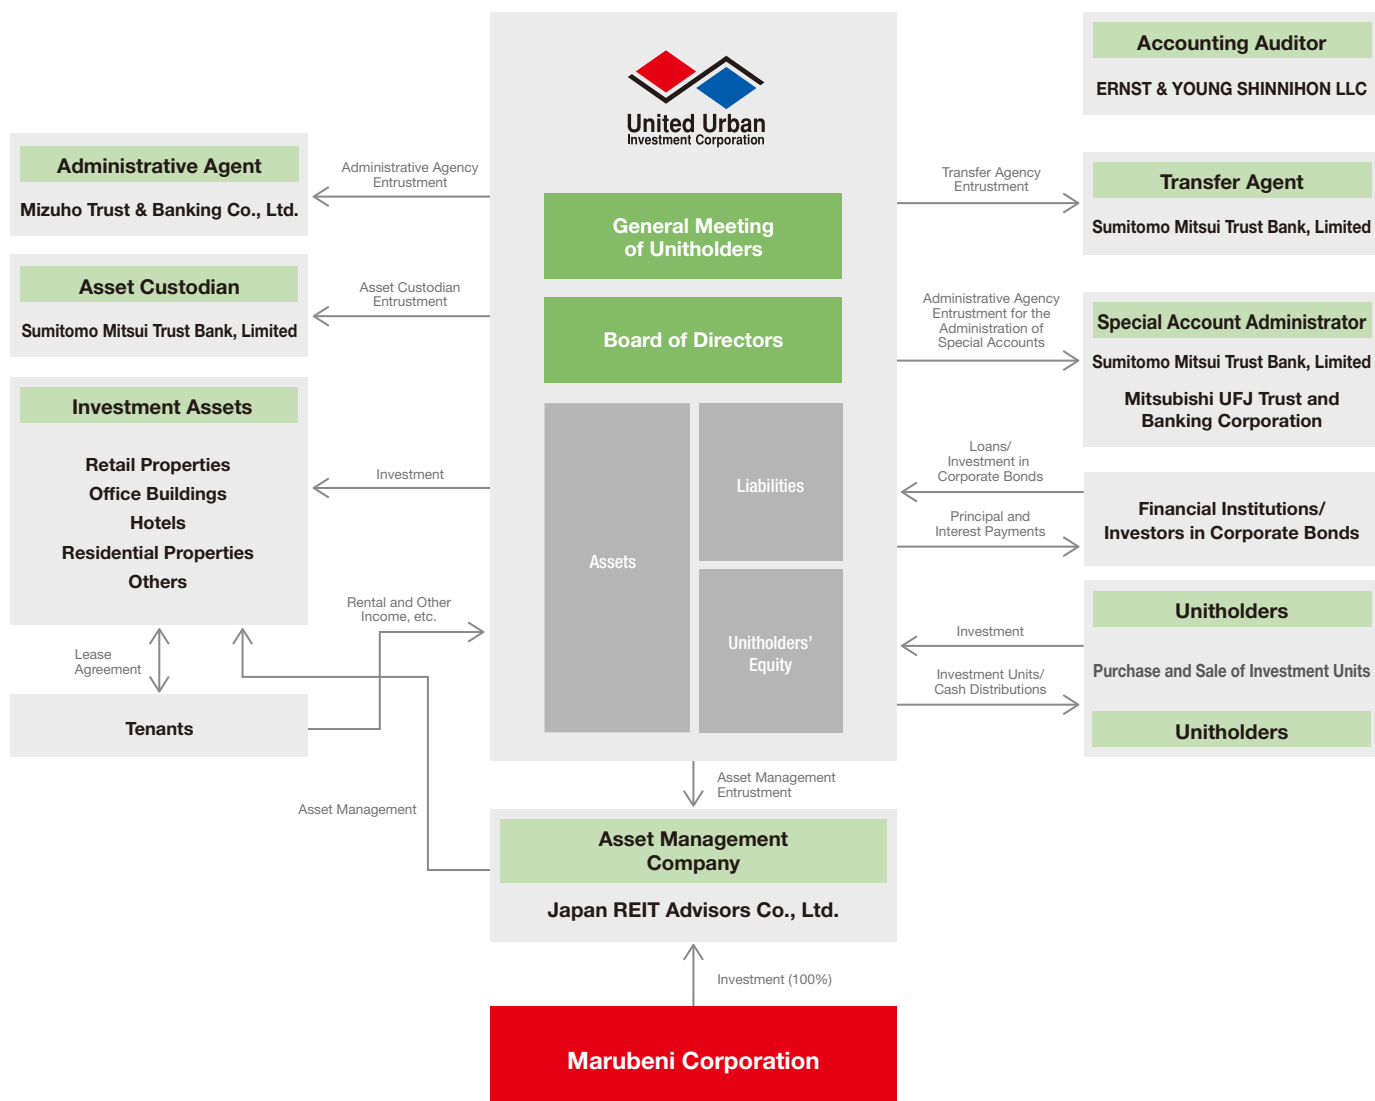 United Urban
Investment Corporation
General Meeting
of Unitholders
Board of Directors
Assets
Liabilities
Unitholders'
Equity
Administrative Agent
Mizuho Trust & Banking Co., Ltd.
Administrative Agency
Entrustment
Asset Custodian
Sumitomo Mitsui Trust Bank, Limited
Asset Custodian
Entrustment
Investment Assets
Retail Properties
Office Buildings
Hotels
Residential Properties
Others
Investment
Lease
Agreement
Tenants
Rental and Other
Income, etc.
Asset Management
Accounting Auditor
ERNST & YOUNG SHINNIHON LLC
Transfer Agency
Entrustment
Transfer Agent
Sumitomo Mitsui Trust Bank, Limited
Administrative Agency
Entrustment for the
Administration of
Special Accounts
Special Account Administrator
Sumitomo Mitsui Trust Bank, Limited
Mitsubishi UFJ Trust and
Banking Corporation
Loans/
Investment in
Corporate Bonds
Principal and
Interest Payments
Financial Institutions/
Investors in Corporate Bonds
Investment
Investment Units/
Cash Distributions
Unitholders
Purchase and Sale of Investment Units
Unitholders
Asset Management
Entrustment
Asset Management
Company
Japan REIT Advisors Co., Ltd.
Investment (100%)
Marubeni Corporation